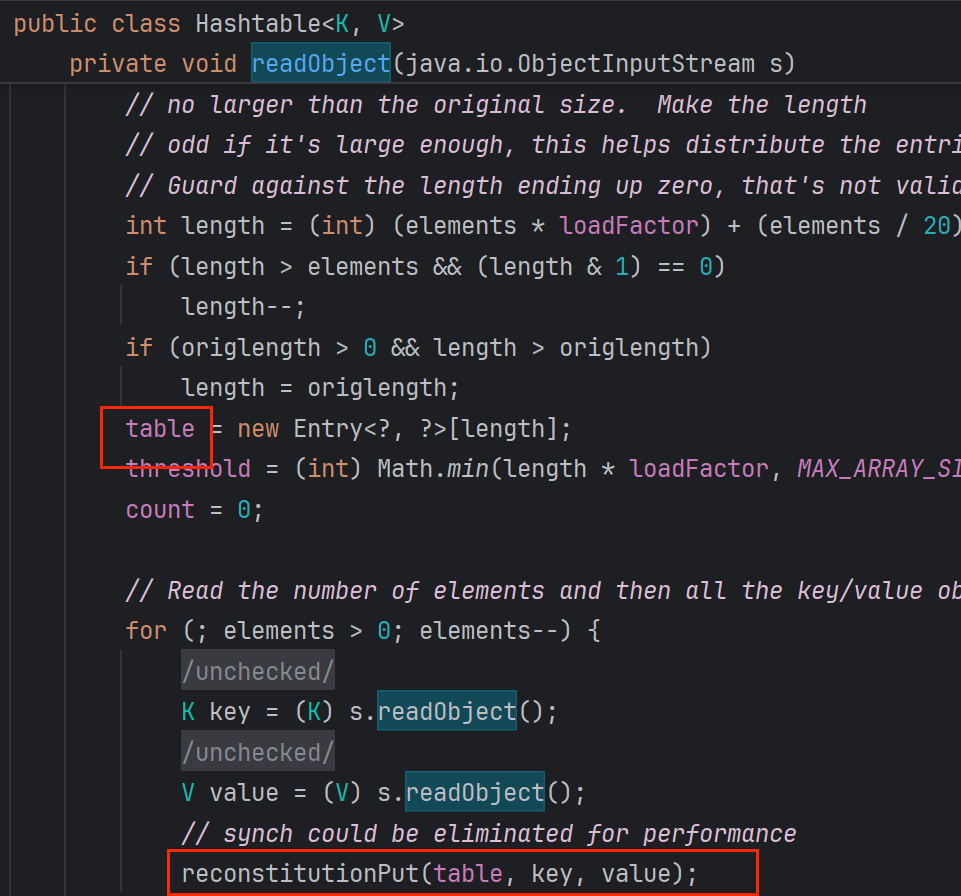 public class Hashtable<K, V>
private void readObject(java.io.ObjectInputStream s)
// no larger than the original size.  Make the length
// odd if it's large enough, this helps distribute the entri
// Guard against the length ending up zero, that's not valid
int length = (int) (elements * loadFactor) + (elements / 20)
if (length > elements && (length & 1) == 0)
length--;
if (origlength > 0 && length > origlength)
length = origlength;
table = new Entry<?, ?>[length];
threshold = (int) Math.min(length * loadFactor, MAX_ARRAY_SI
count = 0;
// Read the number of elements and then all the key/value ob
for (; elements > 0; elements--) {
/unchecked/
K key = (K) s.readObject();
/unchecked/
V value = (V) s.readObject();
// synch could be eliminated for performance
reconstitutionPut(table, key, value);